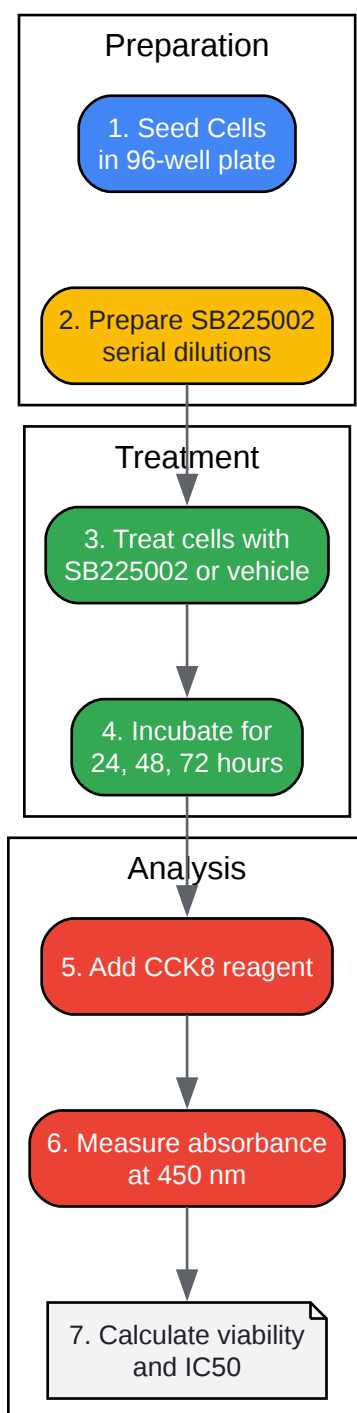 Preparation
1. Seed Cells
in 96-well plate
2. Prepare SB225002
serial dilutions
Treatment
3. Treat cells with
SB225002 or vehicle
4. Incubate for
24, 48, 72 hours
Analysis
5. Add CCK8 reagent
6. Measure absorbance
at 450 nm
7. Calculate viability
and IC50